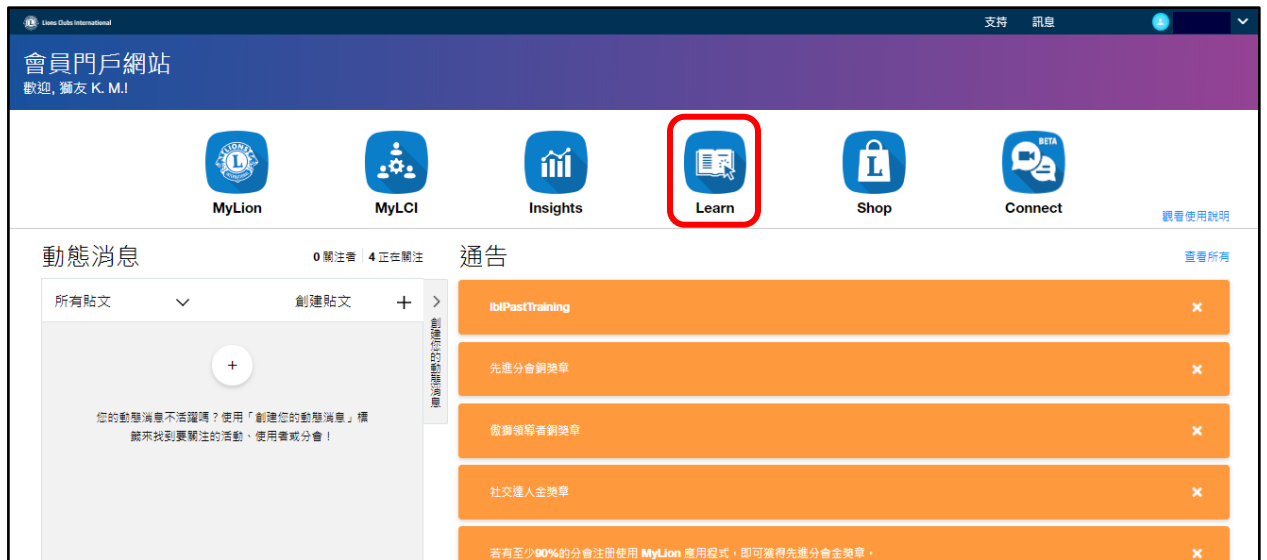 Lions Clubs International
支持
訊息
會員門戶網站
歡迎, 獅友 K. M.!
LIONS
L
INTERNATIONAL
BETA
L
MyLion
MyLCI
Insights
Learn
Shop
Connect
觀看使用說明
動態消息
0 關注者
4 正在關注
所有貼文
創建貼文
創建您的動態消息
您的動態消息不活躍嗎？使用「創建您的動態消息」標
籤來找到要關注的活動、使用者或分會！
通告
查看所有
lblPastTraining
先進分會銅獎章
傲獅領導者銅獎章
社交達人金獎章
若有至少90%的分會注册使用 MyLion 應用程式，即可獲得先進分會金獎章。